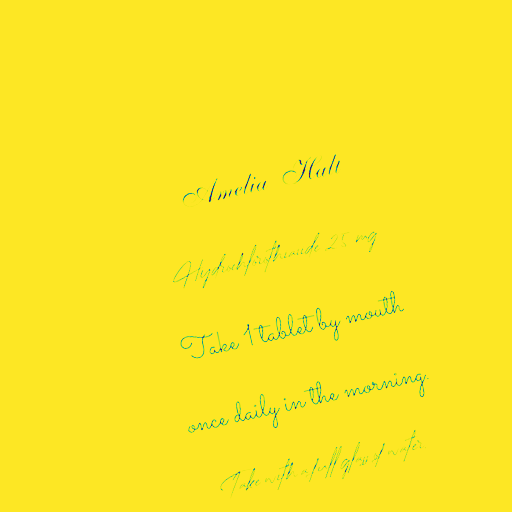 Amelia Hall
Hydrochlorothiazide 25 mg
Take 1 tablet by mouth
once daily in the morning.
Take with a full glass of water